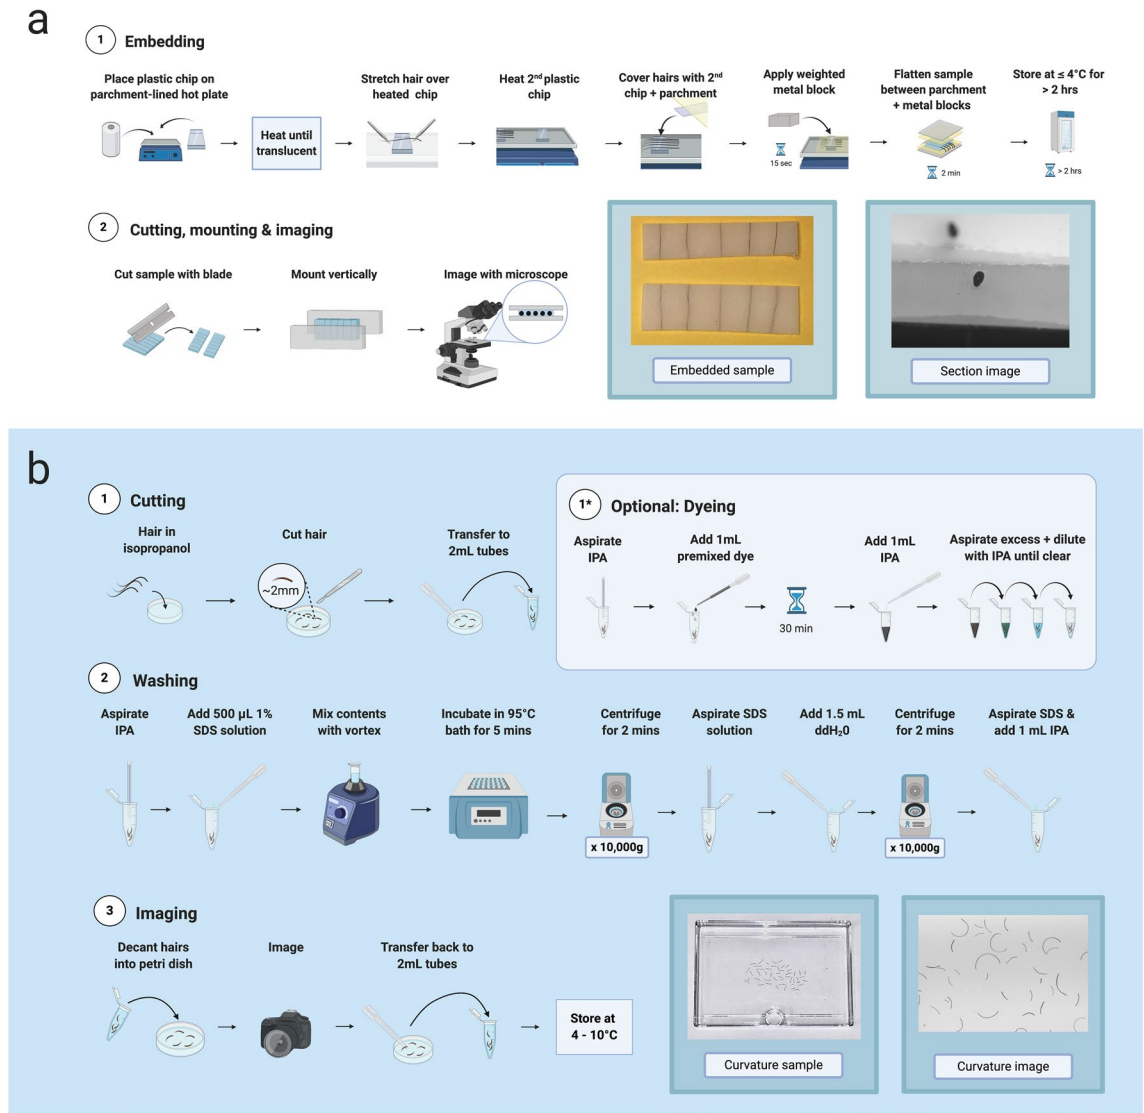 a
1 Embedding
Place plastic chip on
parchment-lined hot plate
Heat until
translucent
Stretch hair over
heated chip
Heat 2nd plastic
chip
Cover hairs with 2nd
chip + parchment
Apply weighted
metal block
15 sec
Flatten sample
between parchment
+ metal blocks
2 min
Store at ≤ 4°C for
> 2 hrs
> 2 hrs
2 Cutting, mounting & imaging
Cut sample with blade
Mount vertically
Image with microscope
Embedded sample
Section image
b
1 Cutting
Hair in
isopropanol
Cut hair
~2mm
Transfer to
2mL tubes
1* Optional: Dyeing
Aspirate
IPA
Add 1mL
premixed dye
30 min
Add 1mL
IPA
Aspirate excess + dilute
with IPA until clear
2 Washing
Aspirate
IPA
Add 500 µL 1%
SDS solution
Mix contents
with vortex
Incubate in 95°C
bath for 5 mins
Centrifuge
for 2 mins
x 10,000g
Aspirate SDS
solution
Add 1.5 mL
ddH₂0
Centrifuge
for 2 mins
x 10,000g
Aspirate SDS &
add 1 mL IPA
3 Imaging
Decant hairs
into petri dish
Image
Transfer back to
2mL tubes
Store at
4 - 10°C
Curvature sample
Curvature image